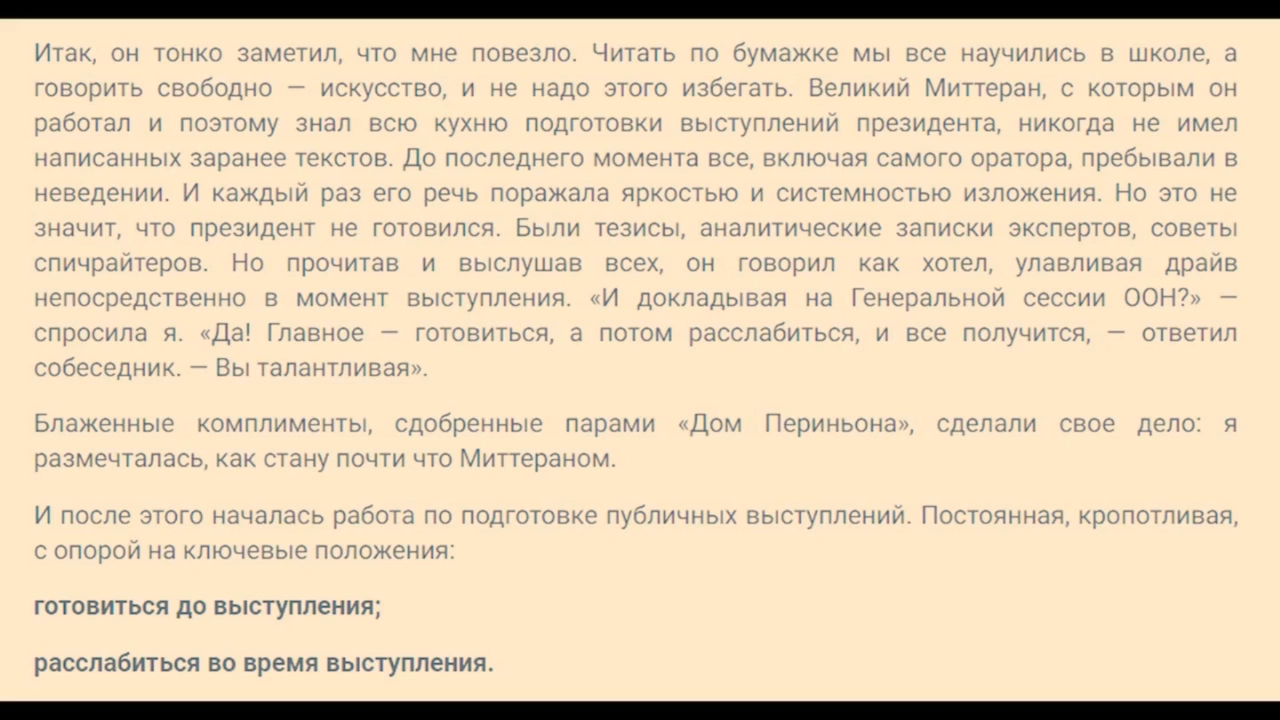 Итак, он тонко заметил, что мне повезло. Читать по бумажке мы все научились в школе, а
говорить свободно — искусство, и не надо этого избегать. Великий Миттеран, с которым он
работал и поэтому знал всю кухню подготовки выступлений президента, никогда не имел
написанных заранее текстов. До последнего момента все, включая самого оратора, пребывали в
неведении. И каждый раз его речь поражала яркостью и системностью изложения. Но это не
значит, что президент не готовился. Были тезисы, аналитические записки экспертов, советы
спичрайтеров. Но прочитав и выслушав всех, он говорил как хотел, улавливая драйв
непосредственно в момент выступления. «И докладывая на Генеральной сессии ООН?» —
спросила я. «Да! Главное — готовиться, а потом расслабиться, и все получится, — ответил
собеседник. — Вы талантливая».
Блаженные комплименты, сдобренные парами «Дом Периньона», сделали свое дело: я
размечталась, как стану почти что Миттераном.
И после этого началась работа по подготовке публичных выступлений. Постоянная, кропотливая,
с опорой на ключевые положения:
готовиться до выступления;
расслабиться во время выступления.